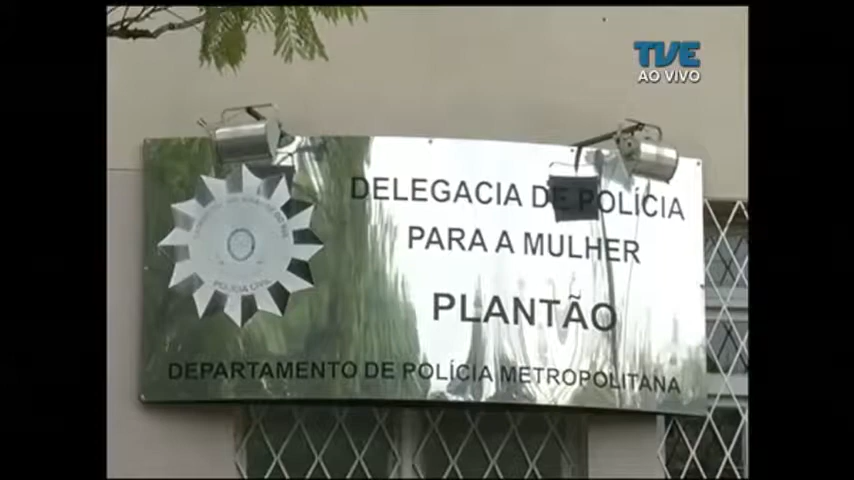 TVE
AO VIVO
DELEGACIA DE POLÍCIA
PARA A MULHER
PLANTÃO
POLÍCIA CIVIL
DEPARTAMENTO DE POLÍCIA METROPOLITANA